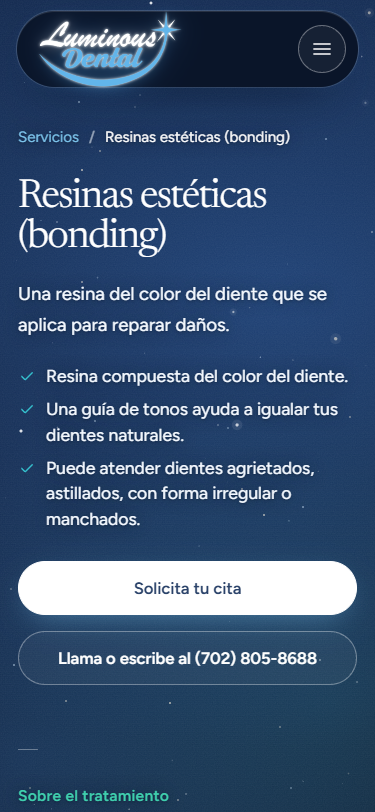 Luminous
Dental
Servicios / Resinas estéticas (bonding)
Resinas estéticas
(bonding)
Una resina del color del diente que se
aplica para reparar daños.
Resina compuesta del color del diente.
Una guía de tonos ayuda a igualar tus
dientes naturales.
Puede atender dientes agrietados,
astillados, con forma irregular o
manchados.
Solicita tu cita
Llama o escribe al (702) 805-8688
Sobre el tratamiento